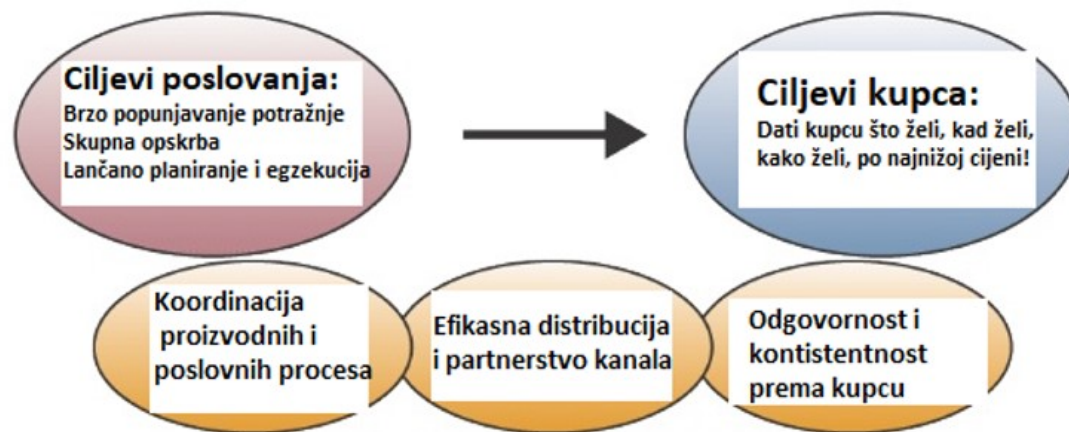 Ciljevi poslovanja:
Brzo popunjavanje potražnje
Skupna opskrba
Lančano planiranje i egzekucija
Ciljevi kupca:
Dati kupcu što želi, kad želi,
kako želi, po najnižoj cijeni!
Koordinacija
proizvodnih i
poslovnih procesa
Efikasna distribucija
i partnerstvo kanala
Odgovornost i
kontistentnost
prema kupcu